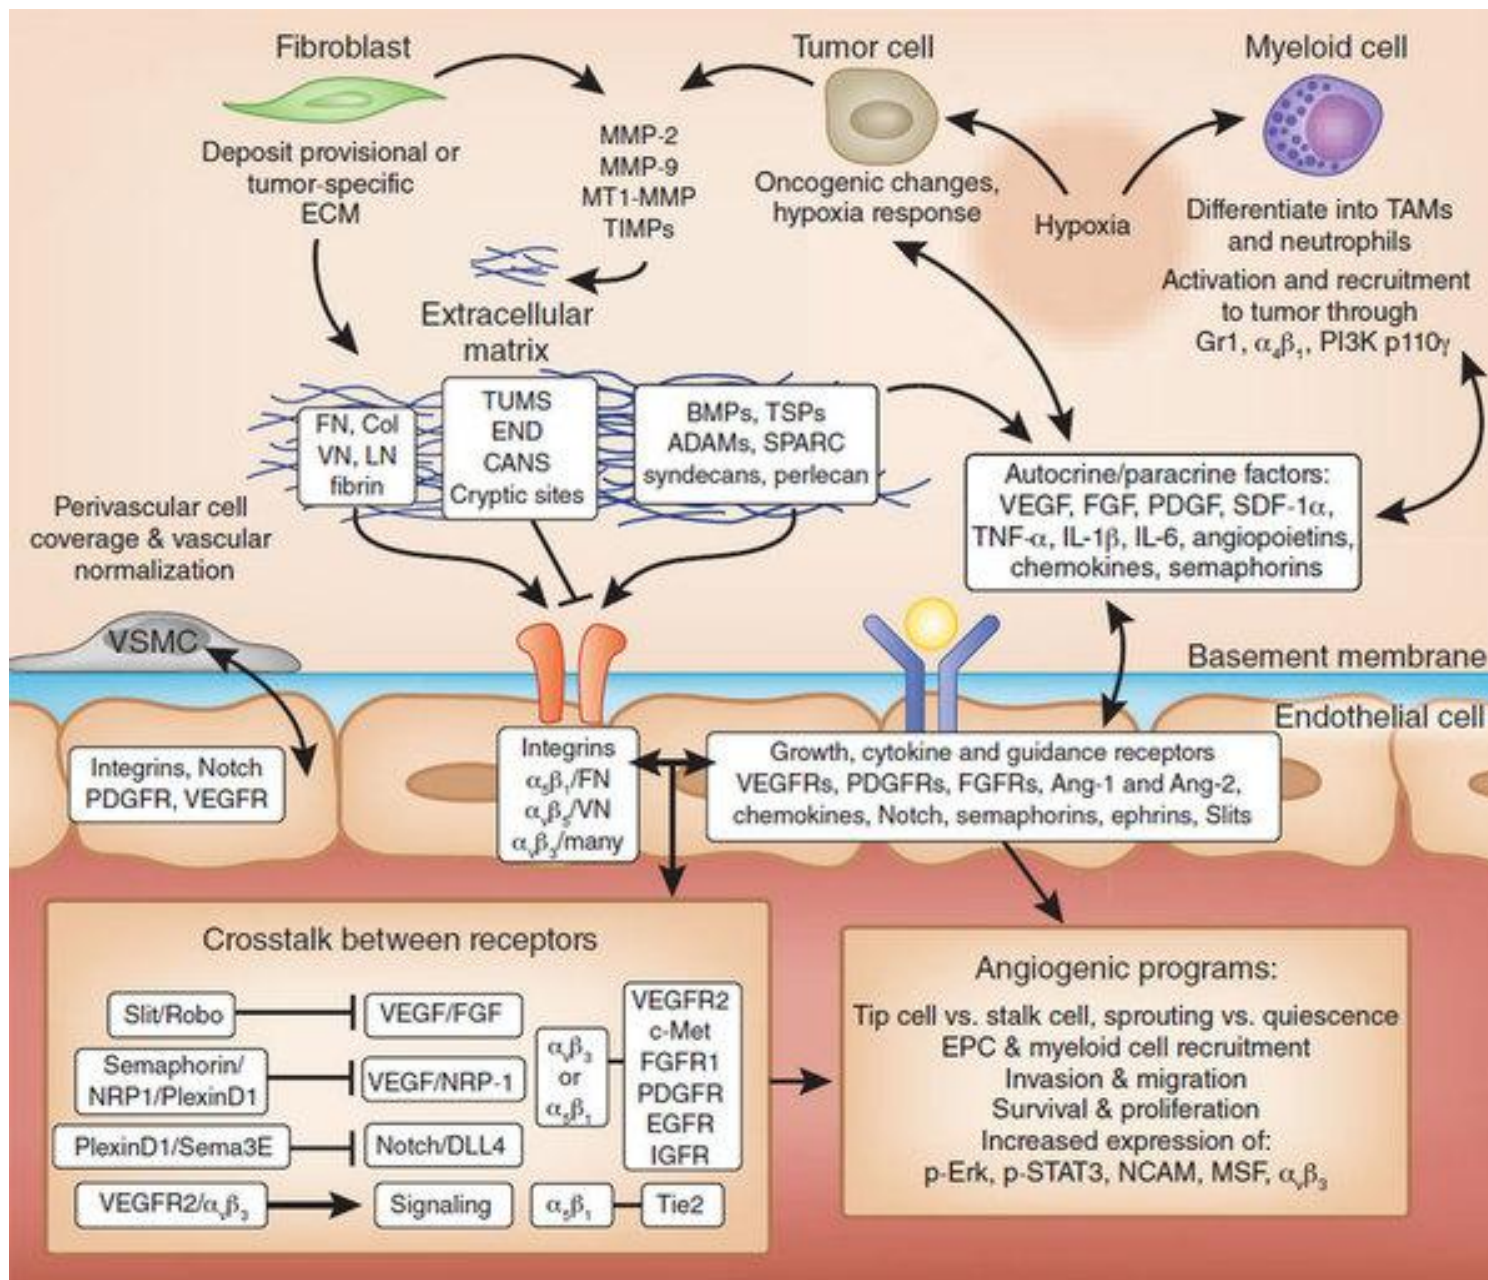 Fibroblast
Tumor cell
Myeloid cell
Deposit provisional or
tumor-specific
ECM
MMP-2
MMP-9
MT1-MMP
TIMPs
Oncogenic changes,
hypoxia response
Hypoxia
Differentiate into TAMs
and neutrophils
Activation and recruitment
to tumor through
Gr1, α₄β₁, PI3K p110γ
Extracellular
matrix
FN, Col
VN, LN
fibrin
TUMS
END
CANS
Cryptic sites
BMPs, TSPs
ADAMs, SPARC
syndecans, perlecan
Autocrine/paracrine factors:
VEGF, FGF, PDGF, SDF-1α,
TNF-α, IL-1β, IL-6, angiopoietins,
chemokines, semaphorins
Perivascular cell
coverage & vascular
normalization
VSMC
Basement membrane
Endothelial cell
Integrins, Notch
PDGFR, VEGFR
Integrins
α₅β₁/FN
αᵥβ₅/VN
αᵥβ₃/many
Growth, cytokine and guidance receptors
VEGFRs, PDGFRs, FGFRs, Ang-1 and Ang-2,
chemokines, Notch, semaphorins, ephrins, Slits
Crosstalk between receptors
Slit/Robo
VEGF/FGF
Semaphorin/
NRP1/PlexinD1
VEGF/NRP-1
PlexinD1/Sema3E
Notch/DLL4
VEGFR2/αᵥβ₃
Signaling
αᵥβ₃
or
α₅β₁
VEGFR2
c-Met
FGFR1
PDGFR
EGFR
IGFR
α₅β₁
Tie2
Angiogenic programs:
Tip cell vs. stalk cell, sprouting vs. quiescence
EPC & myeloid cell recruitment
Invasion & migration
Survival & proliferation
Increased expression of:
p-Erk, p-STAT3, NCAM, MSF, αᵥβ₃